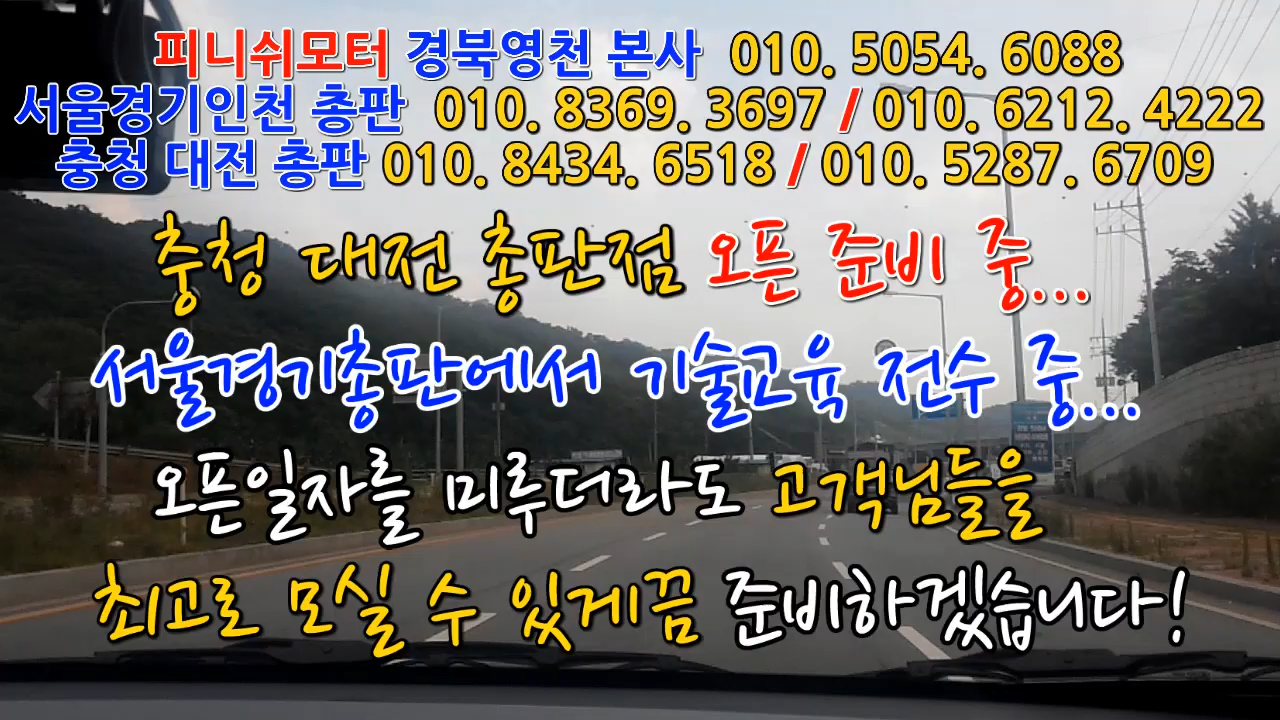 피니쉬모터 경북영천 본사 010. 5054. 6088
서울경기인천 총판 010. 8369. 3697 / 010. 6212. 4222
충청 대전 총판 010. 8434. 6518 / 010. 5287. 6709
충청 대전 총판점 오픈 준비 중...
서울경기총판에서 기술교육 전수 중...
오픈일자를 미루더라도 고객님들을
최고로 모실 수 있게끔 준비하겠습니다!